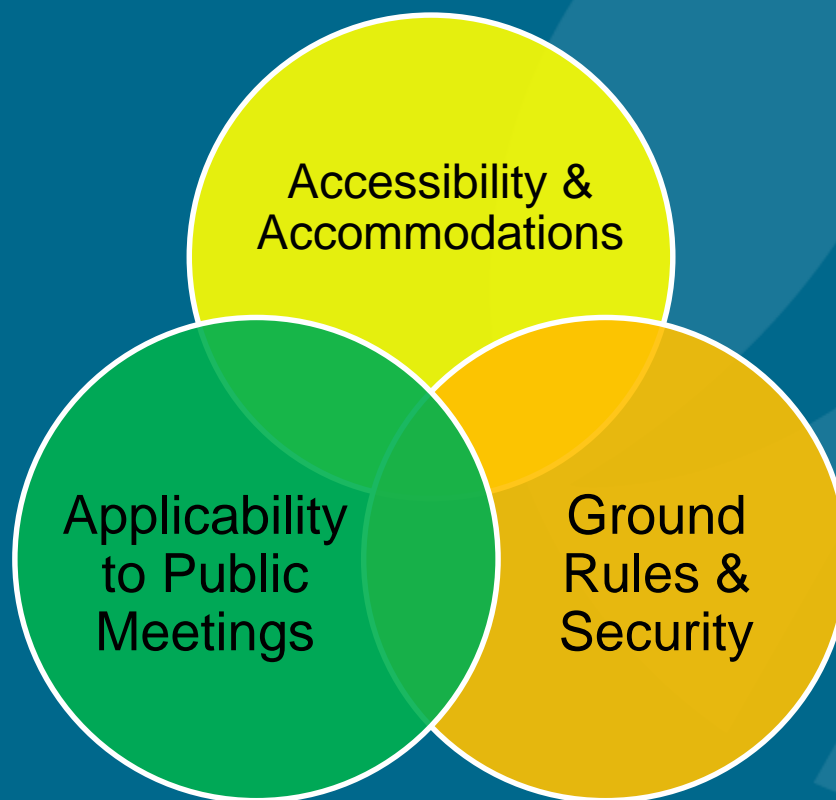 Accessibility &
Accommodations
Applicability
to Public
Meetings
Ground
Rules &
Security